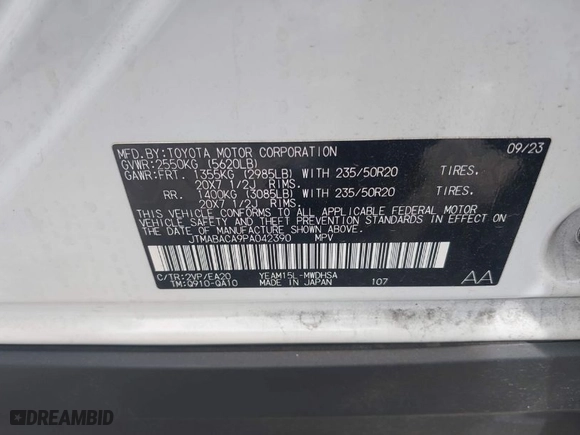 MFD.BY:TOYOTA MOTOR CORPORATION 09/23
GVWR:2550KG (5620LB)
GAWR:FRT. 1355KG (2985LB) WITH 235/50R20 TIRES.
20X7 1/2J RIMS.
RR. 1400KG (3085LB) WITH 235/50R20 TIRES.
20X7 1/2J RIMS.
THIS VEHICLE CONFORMS TO ALL APPLICABLE FEDERAL MOTOR
VEHICLE SAFETY AND THEFT PREVENTION STANDARDS IN EFFECT
ON THE DATE OF MANUFACTURE SHOWN ABOVE.
JTMABACA9PA042390 MPV
C/TR:2VP/EA20 YEAM15L-MWDHSA AA
TM:Q910-QA10 MADE IN JAPAN 107
DREAMBID